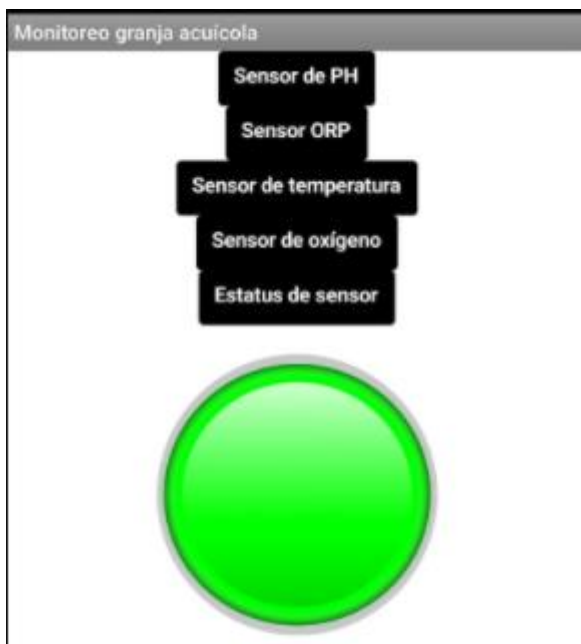 Monitoreo granja acuícola
Sensor de PH
Sensor ORP
Sensor de temperatura
Sensor de oxígeno
Estatus de sensor